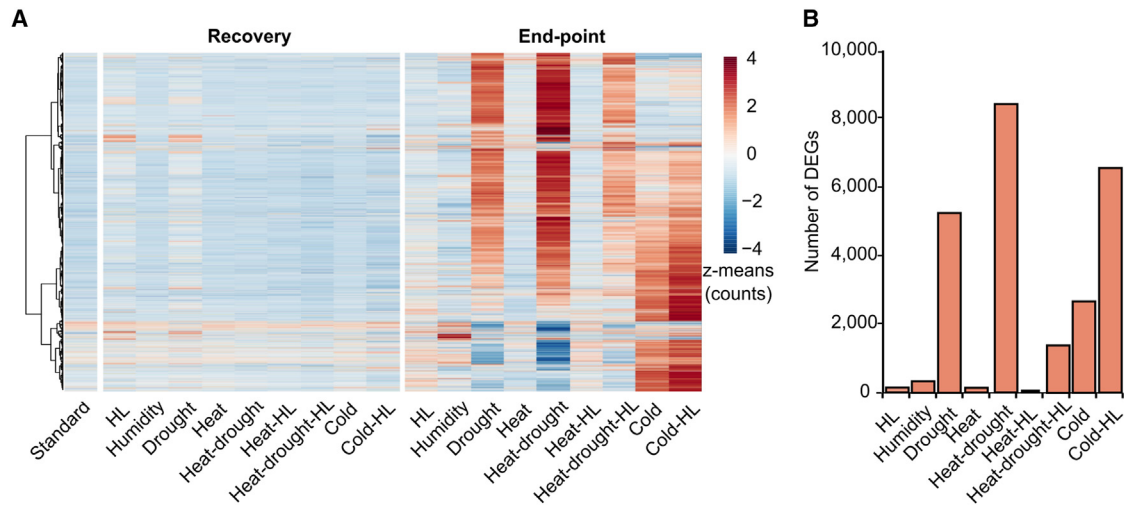 A
Recovery
End-point
4
2
0
−2
−4
z-means
(counts)
Standard
HL
Humidity
Drought
Heat
Heat-drought
Heat-HL
Heat-drought-HL
Cold
Cold-HL
HL
Humidity
Drought
Heat
Heat-drought
Heat-HL
Heat-drought-HL
Cold
Cold-HL
B
Number of DEGs
10,000
8,000
6,000
4,000
2,000
0
HL
Humidity
Drought
Heat
Heat-drought
Heat-HL
Heat-drought-HL
Cold
Cold-HL